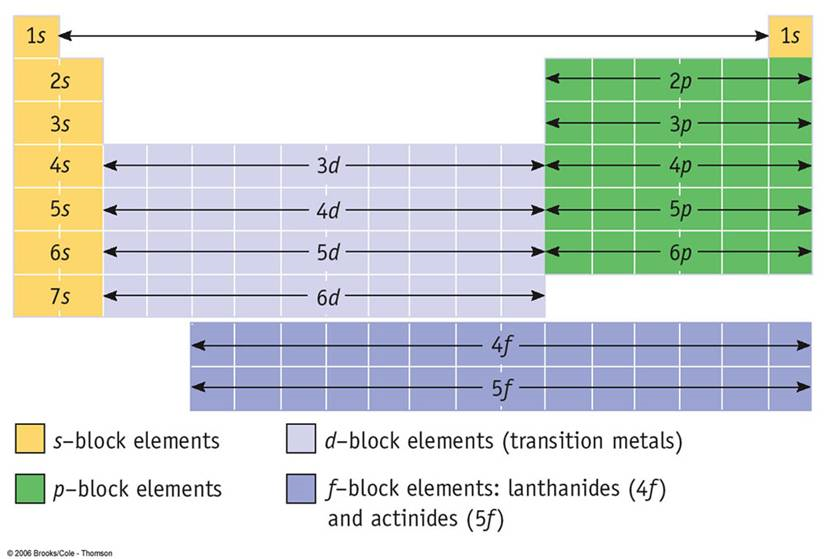 1s 1s
2s 2p
3s 3p
4s 3d 4p
5s 4d 5p
6s 5d 6p
7s 6d
4f
5f
s–block elements
d–block elements (transition metals)
p–block elements
f–block elements: lanthanides (4f)
and actinides (5f)
© 2006 Brooks/Cole - Thomson